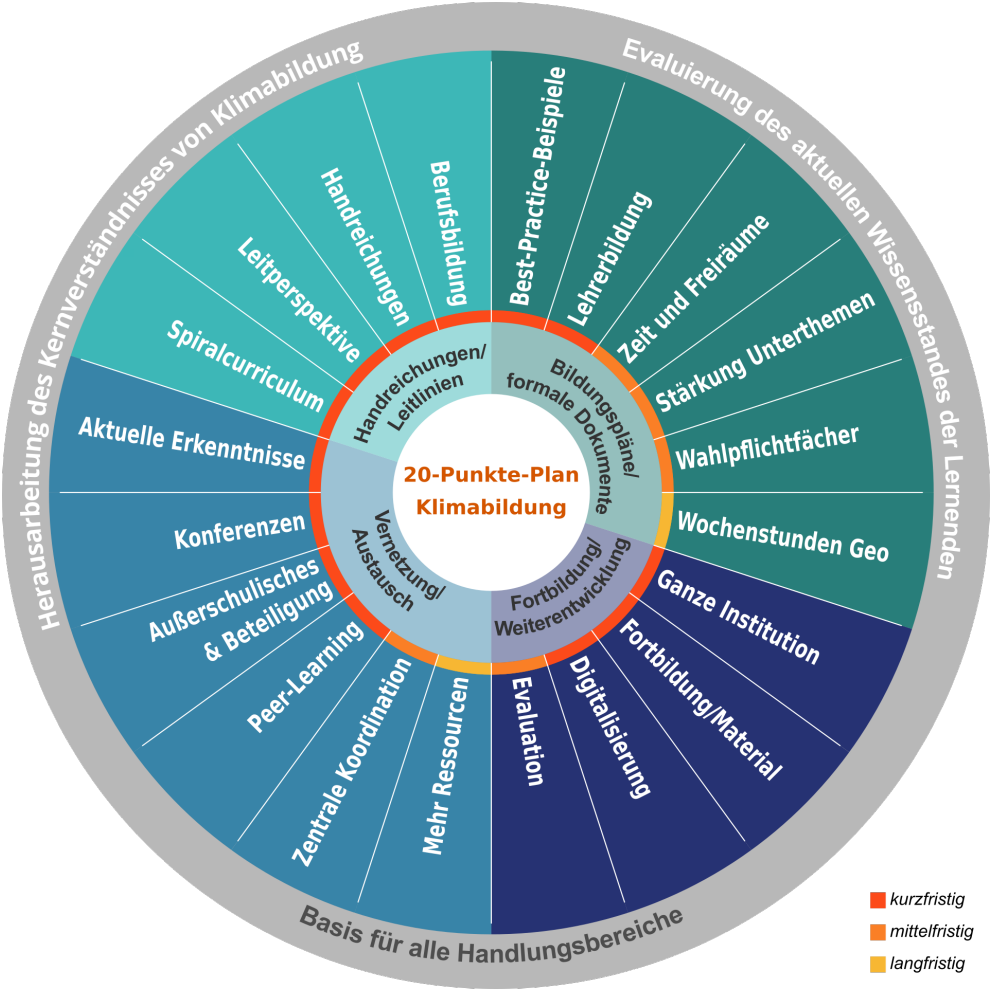 Herausarbeitung des Kernverständnisses von Klimabildung
Evaluierung des aktuellen Wissensstandes der Lernenden
Basis für alle Handlungsbereiche
20-Punkte-Plan
Klimabildung
Bildungspläne/
formale Dokumente
Best-Practice-Beispiele
Lehrerbildung
Zeit und Freiräume
Stärkung Unterthemen
Wahlpflichtfächer
Wochenstunden Geo
Fortbildung/
Weiterentwicklung
Ganze Institution
Fortbildung/Material
Digitalisierung
Evaluation
Vernetzung/
Austausch
Mehr Ressourcen
Zentrale Koordination
Peer-Learning
Außerschulisches
& Beteiligung
Konferenzen
Aktuelle Erkenntnisse
Handreichungen/
Leitlinien
Spiralcurriculum
Leitperspektive
Handreichungen
Berufsbildung
kurzfristig
mittelfristig
langfristig